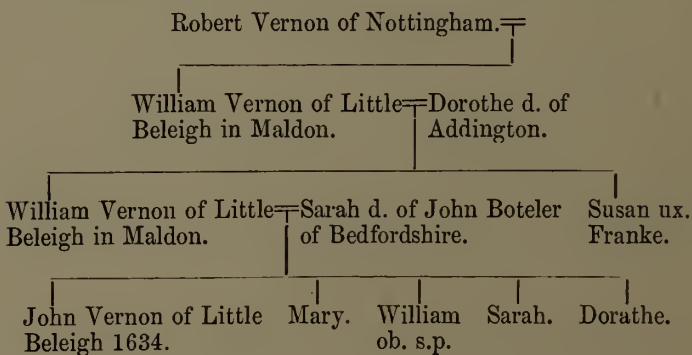 Robert Vernon of Nottingham.
William Vernon of Little Dorothe d. of
Beleigh in Maldon. Addington.
William Vernon of Little Sarah d. of John Boteler Susan ux.
Beleigh in Maldon. of Bedfordshire. Franke.
John Vernon of Little Mary. William Sarah. Dorathe.
Beleigh 1634. ob. s.p.